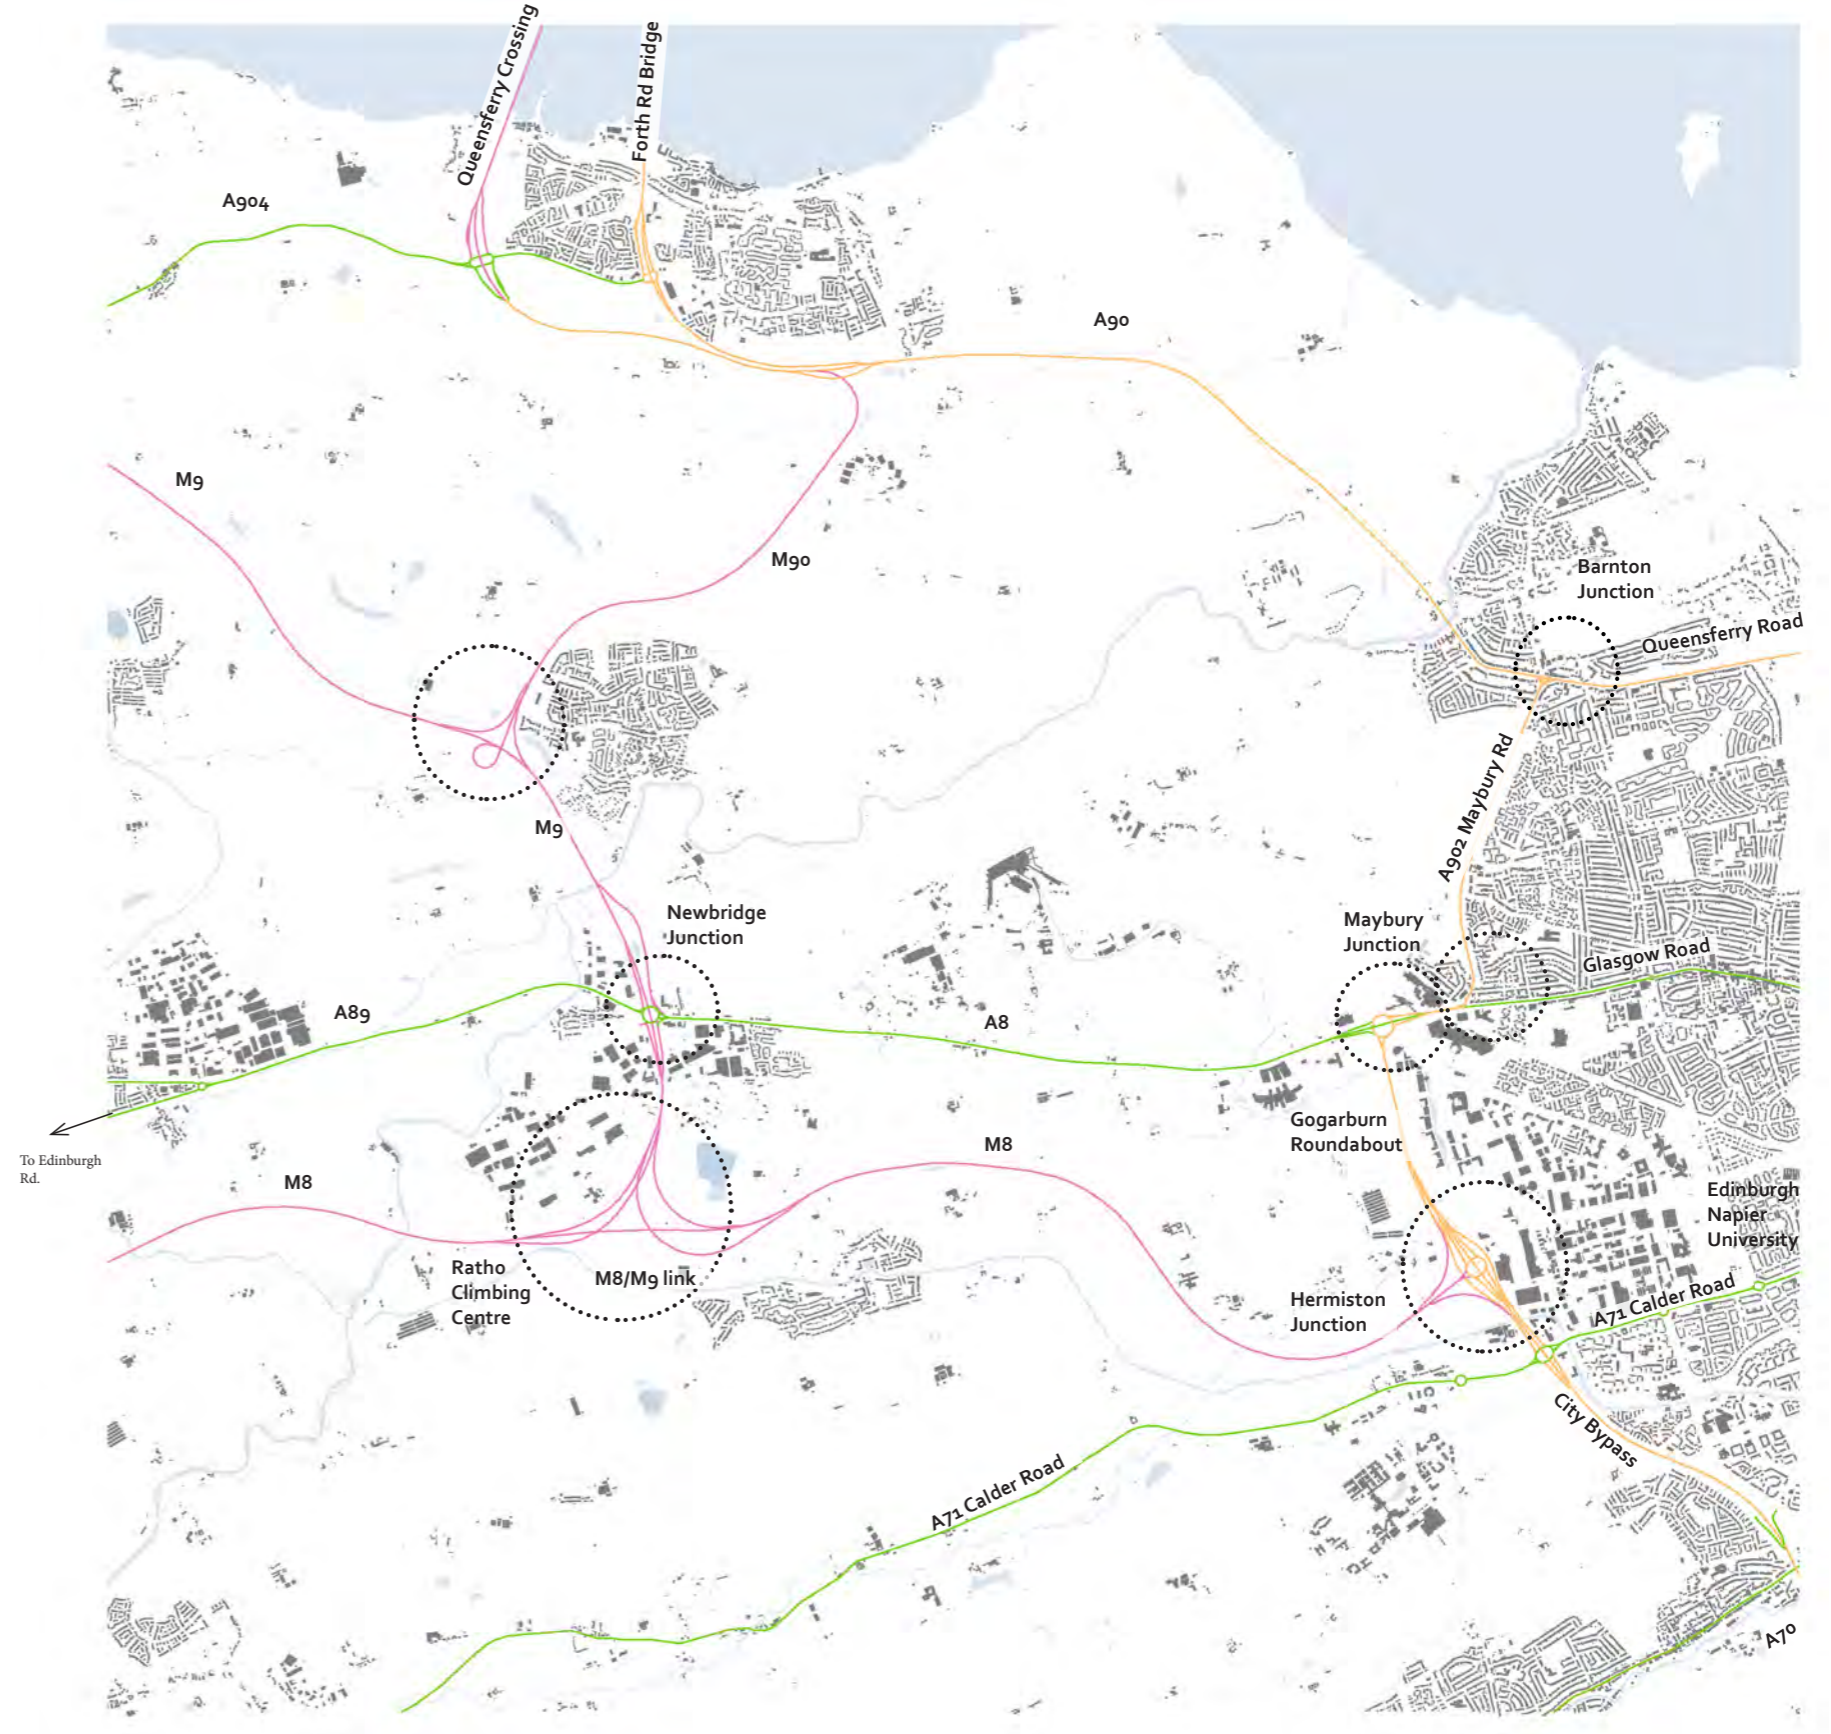 Queensferry Crossing
Forth Rd Bridge
A904
A90
M9
M90
Barnton
Junction
Queensferry Road
A902 Maybury Rd
M9
Newbridge
Junction
Maybury
Junction
Glasgow Road
A89
A8
To Edinburgh
Rd.
M8
M8
Gogarburn
Roundabout
Edinburgh
Napier
University
Ratho
Climbing
Centre
M8/M9 link
Hermiston
Junction
A71 Calder Road
City Bypass
A71 Calder Road
A70